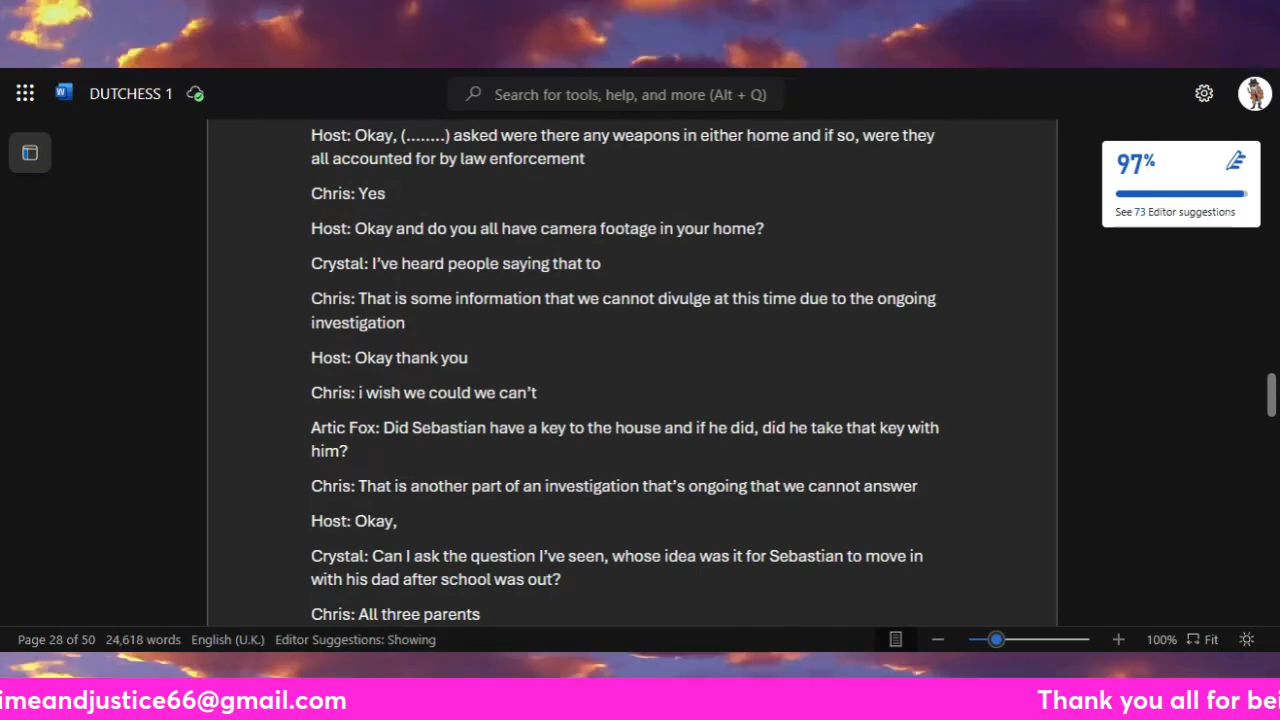 DUTCHESS 1
Search for tools, help, and more (Alt + Q)
Host: Okay, (........) asked were there any weapons in either home and if so, were they
all accounted for by law enforcement
Chris: Yes
Host: Okay and do you all have camera footage in your home?
Crystal: I’ve heard people saying that to
Chris: That is some information that we cannot divulge at this time due to the ongoing
investigation
Host: Okay thank you
Chris: i wish we could we can’t
Artic Fox: Did Sebastian have a key to the house and if he did, did he take that key with
him?
Chris: That is another part of an investigation that’s ongoing that we cannot answer
Host: Okay,
Crystal: Can I ask the question I’ve seen, whose idea was it for Sebastian to move in
with his dad after school was out?
Chris: All three parents
97%
See 73 Editor suggestions
Page 28 of 50 24,618 words English (U.K.) Editor Suggestions: Showing
100% Fit
imeandjustice66@gmail.com
Thank you all for bei